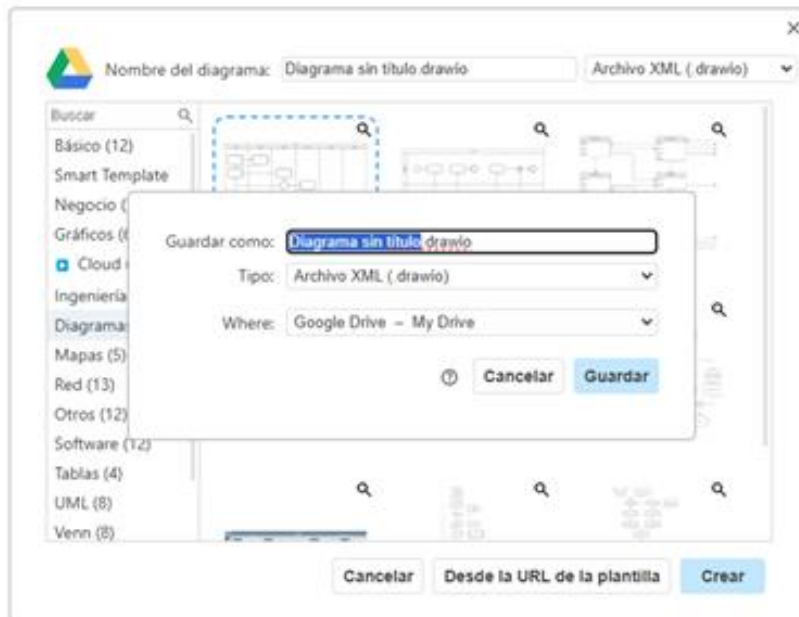 Nombre del diagrama: Diagrama sin título.drawio Archivo XML (.drawio)
Buscar
Básico (12)
Smart Template
Negocio (
Gráficos (
Guardar como: Diagrama sin título.drawio
Cloud
Tipo: Archivo XML (.drawio)
Ingeniería
Where: Google Drive – My Drive
Diagrama
Mapas (5)
Red (13)
Cancelar Guardar
Otros (12)
Software (12)
Tablas (4)
UML (8)
Venn (8)
Cancelar Desde la URL de la plantilla Crear